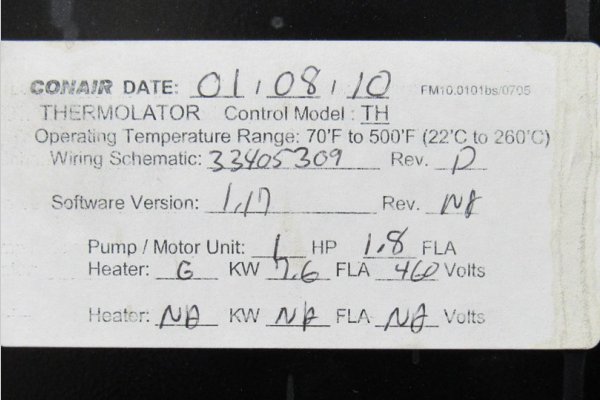 CONAIR DATE: 01, 08, 10 FM10.0101bs/0705
THERMOLATOR Control Model : TH
Operating Temperature Range: 70'F to 500'F (22'C to 260'C)
Wiring Schematic: 33405309 Rev. D
Software Version: 1.17 Rev. NA
Pump / Motor Unit: 1 HP 1.8 FLA
Heater: 6 KW 7.6 FLA 460 Volts
Heater: NA KW NA FLA NA Volts